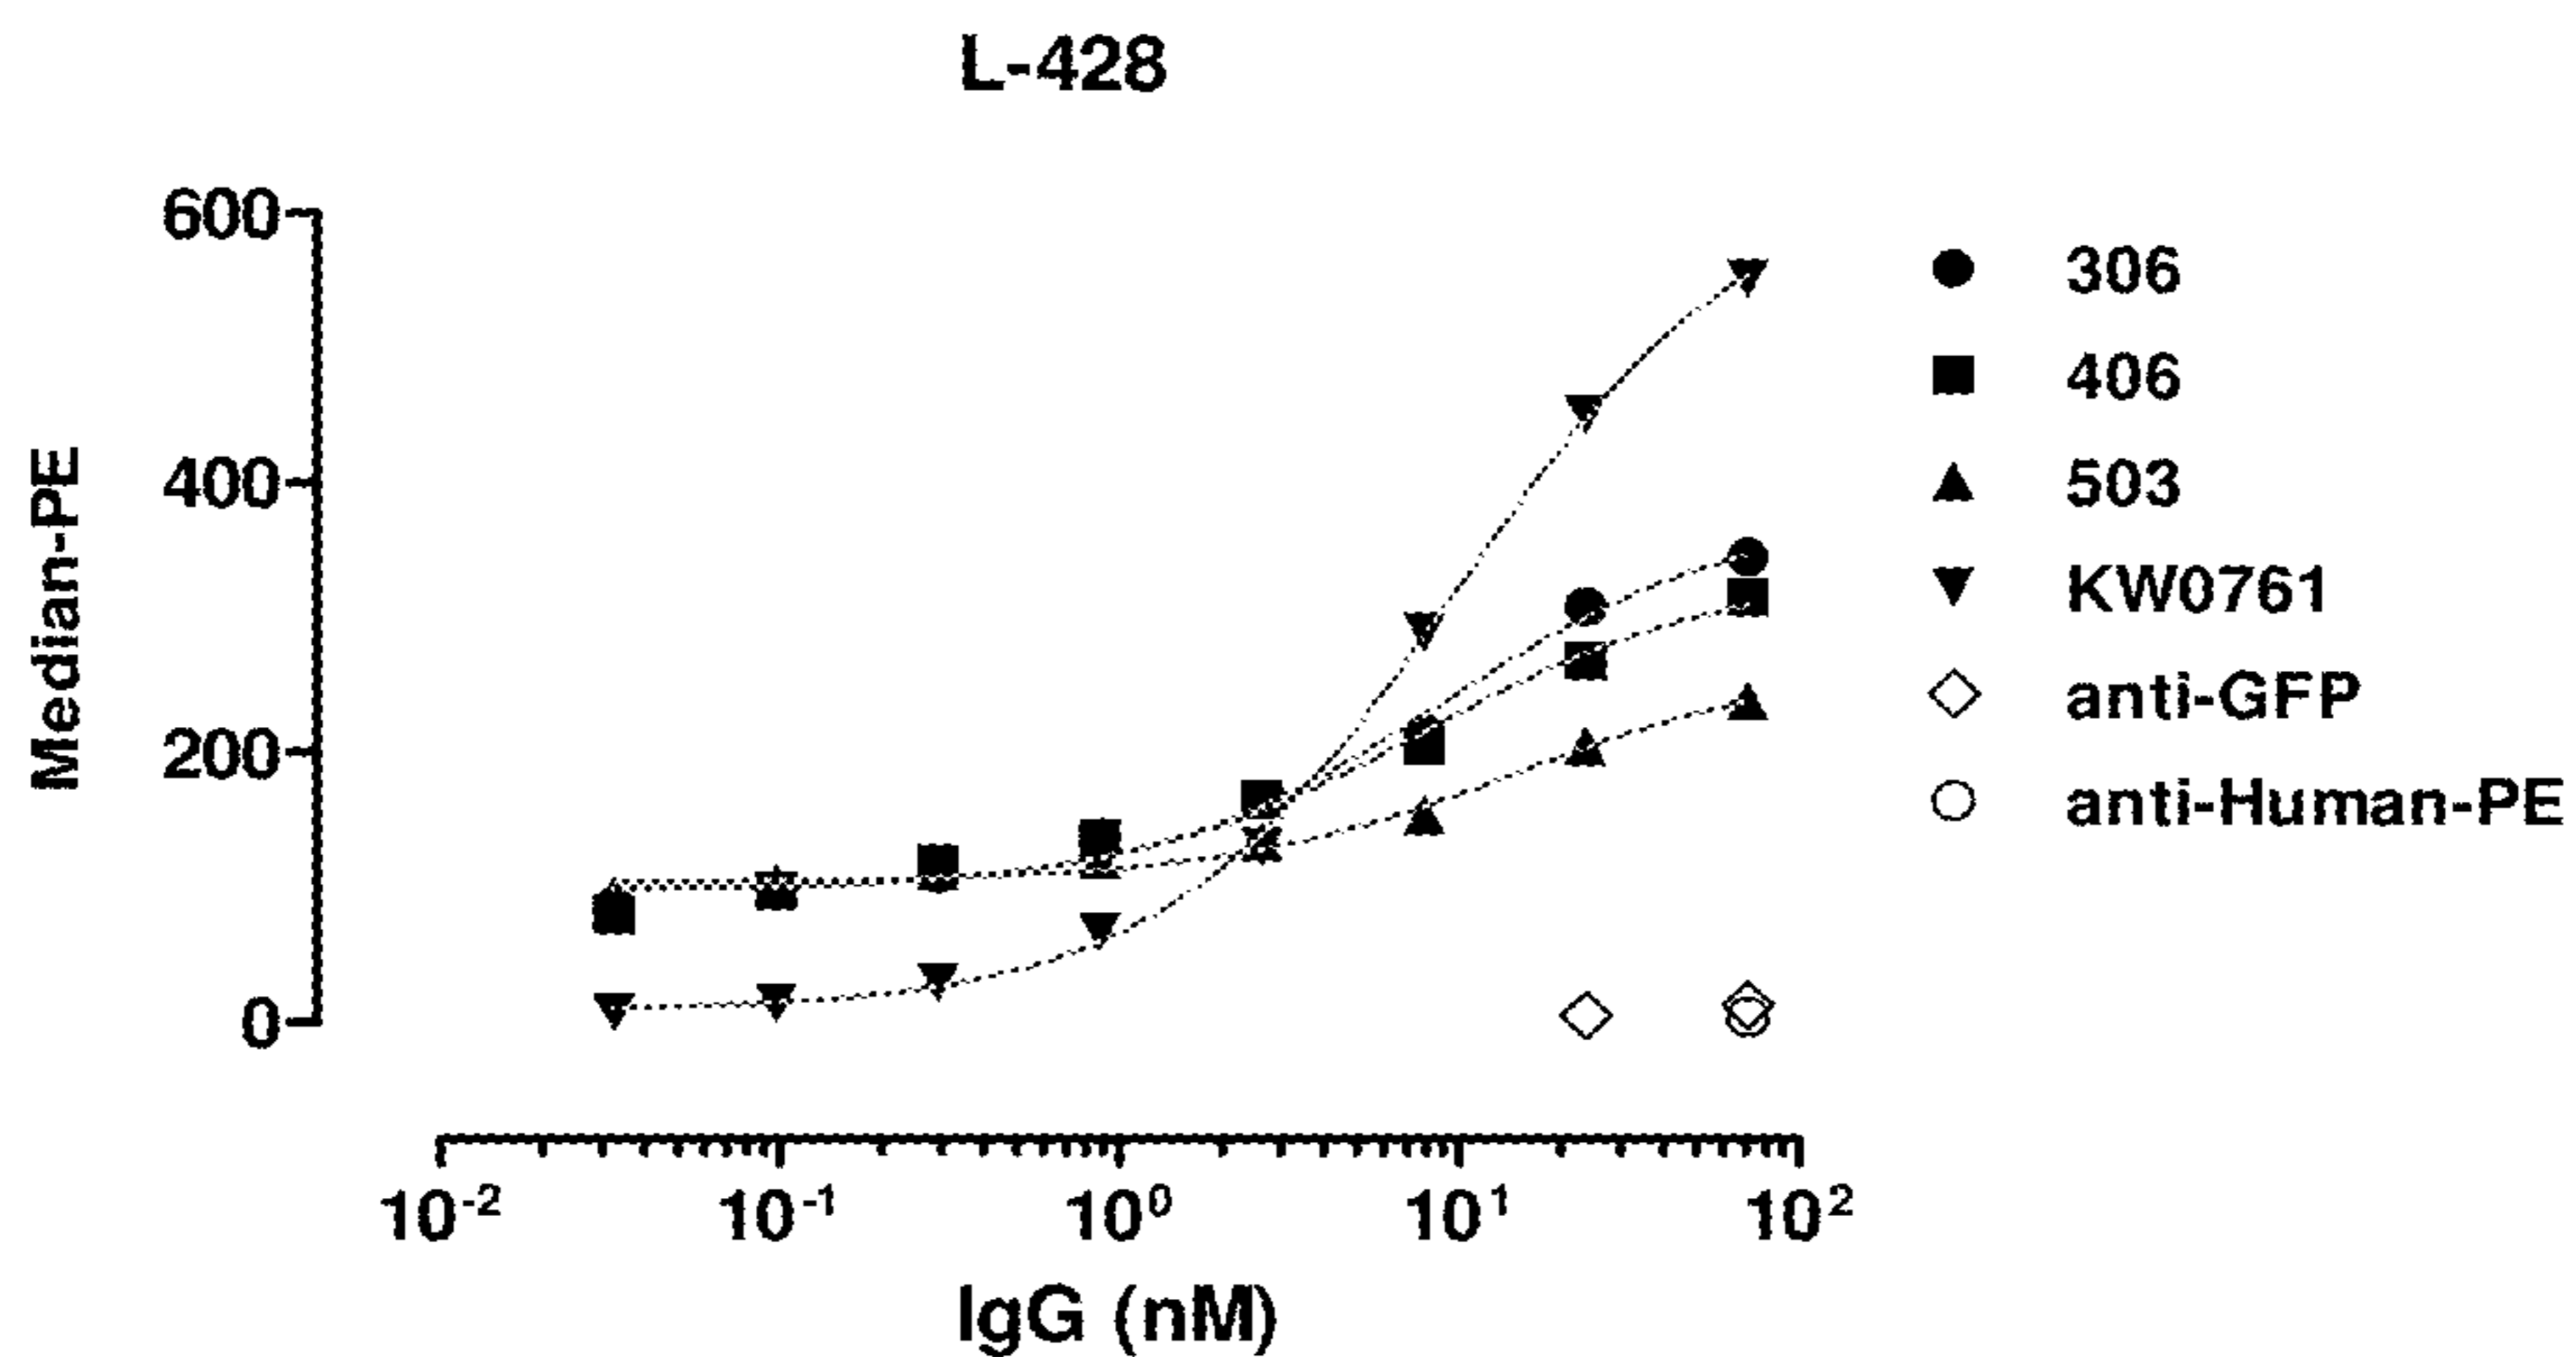 L-428
Median-PE
600
400
200
0
10⁻² 10⁻¹ 10⁰ 10¹ 10²
IgG (nM)
306
406
503
KW0761
anti-GFP
anti-Human-PE